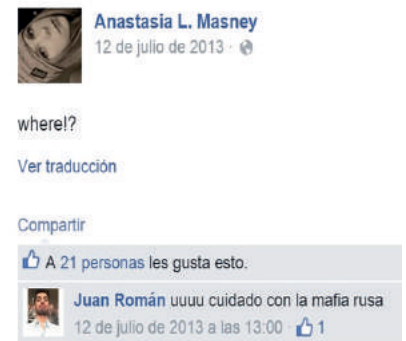 Anastasia L. Masney
12 de julio de 2013 ·
where!?
Ver traducción
Compartir
A 21 personas les gusta esto.
Juan Román uuuu cuidado con la mafia rusa
12 de julio de 2013 a las 13:00 · 1